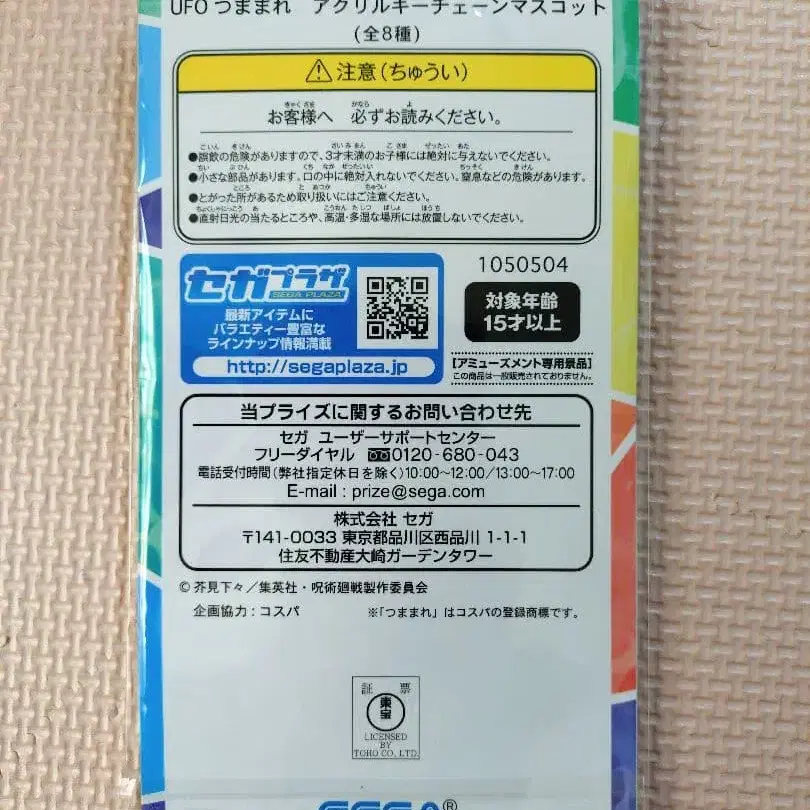 UFO つままれ アクリルキーチェーンマスコット
(全8種)
⚠注意(ちゅうい)
お客様へ 必ずお読みください。
●誤飲の危険がありますので、3才未満のお子様には絶対に与えないでください。
●小さな部品があります。口の中に絶対入れないでください。窒息などの危険があります。
●とがった所があるため取り扱いにはご注意ください。
●直射日光の当たるところや、高温・多湿な場所には放置しないでください。
セガプラザ
SEGA PLAZA
最新アイテムに
バラエティー豊富な
ラインナップ情報満載
http://segaplaza.jp
1050504
対象年齢
15才以上
【アミューズメント専用景品】
この商品は一般販売されておりません。
当プライズに関するお問い合わせ先
セガ ユーザーサポートセンター
フリーダイヤル 0120-680-043
電話受付時間(弊社指定休日を除く)10:00~12:00/13:00~17:00
E-mail : prize@sega.com
株式会社 セガ
〒141-0033 東京都品川区西品川 1-1-1
住友不動産大崎ガーデンタワー
© 芥見下々/集英社・呪術廻戦製作委員会
企画協力:コスパ ※「つままれ」はコスパの登録商標です。
証 票
東宝
LICENSED
BY
TOHO CO., LTD.
SEGA®